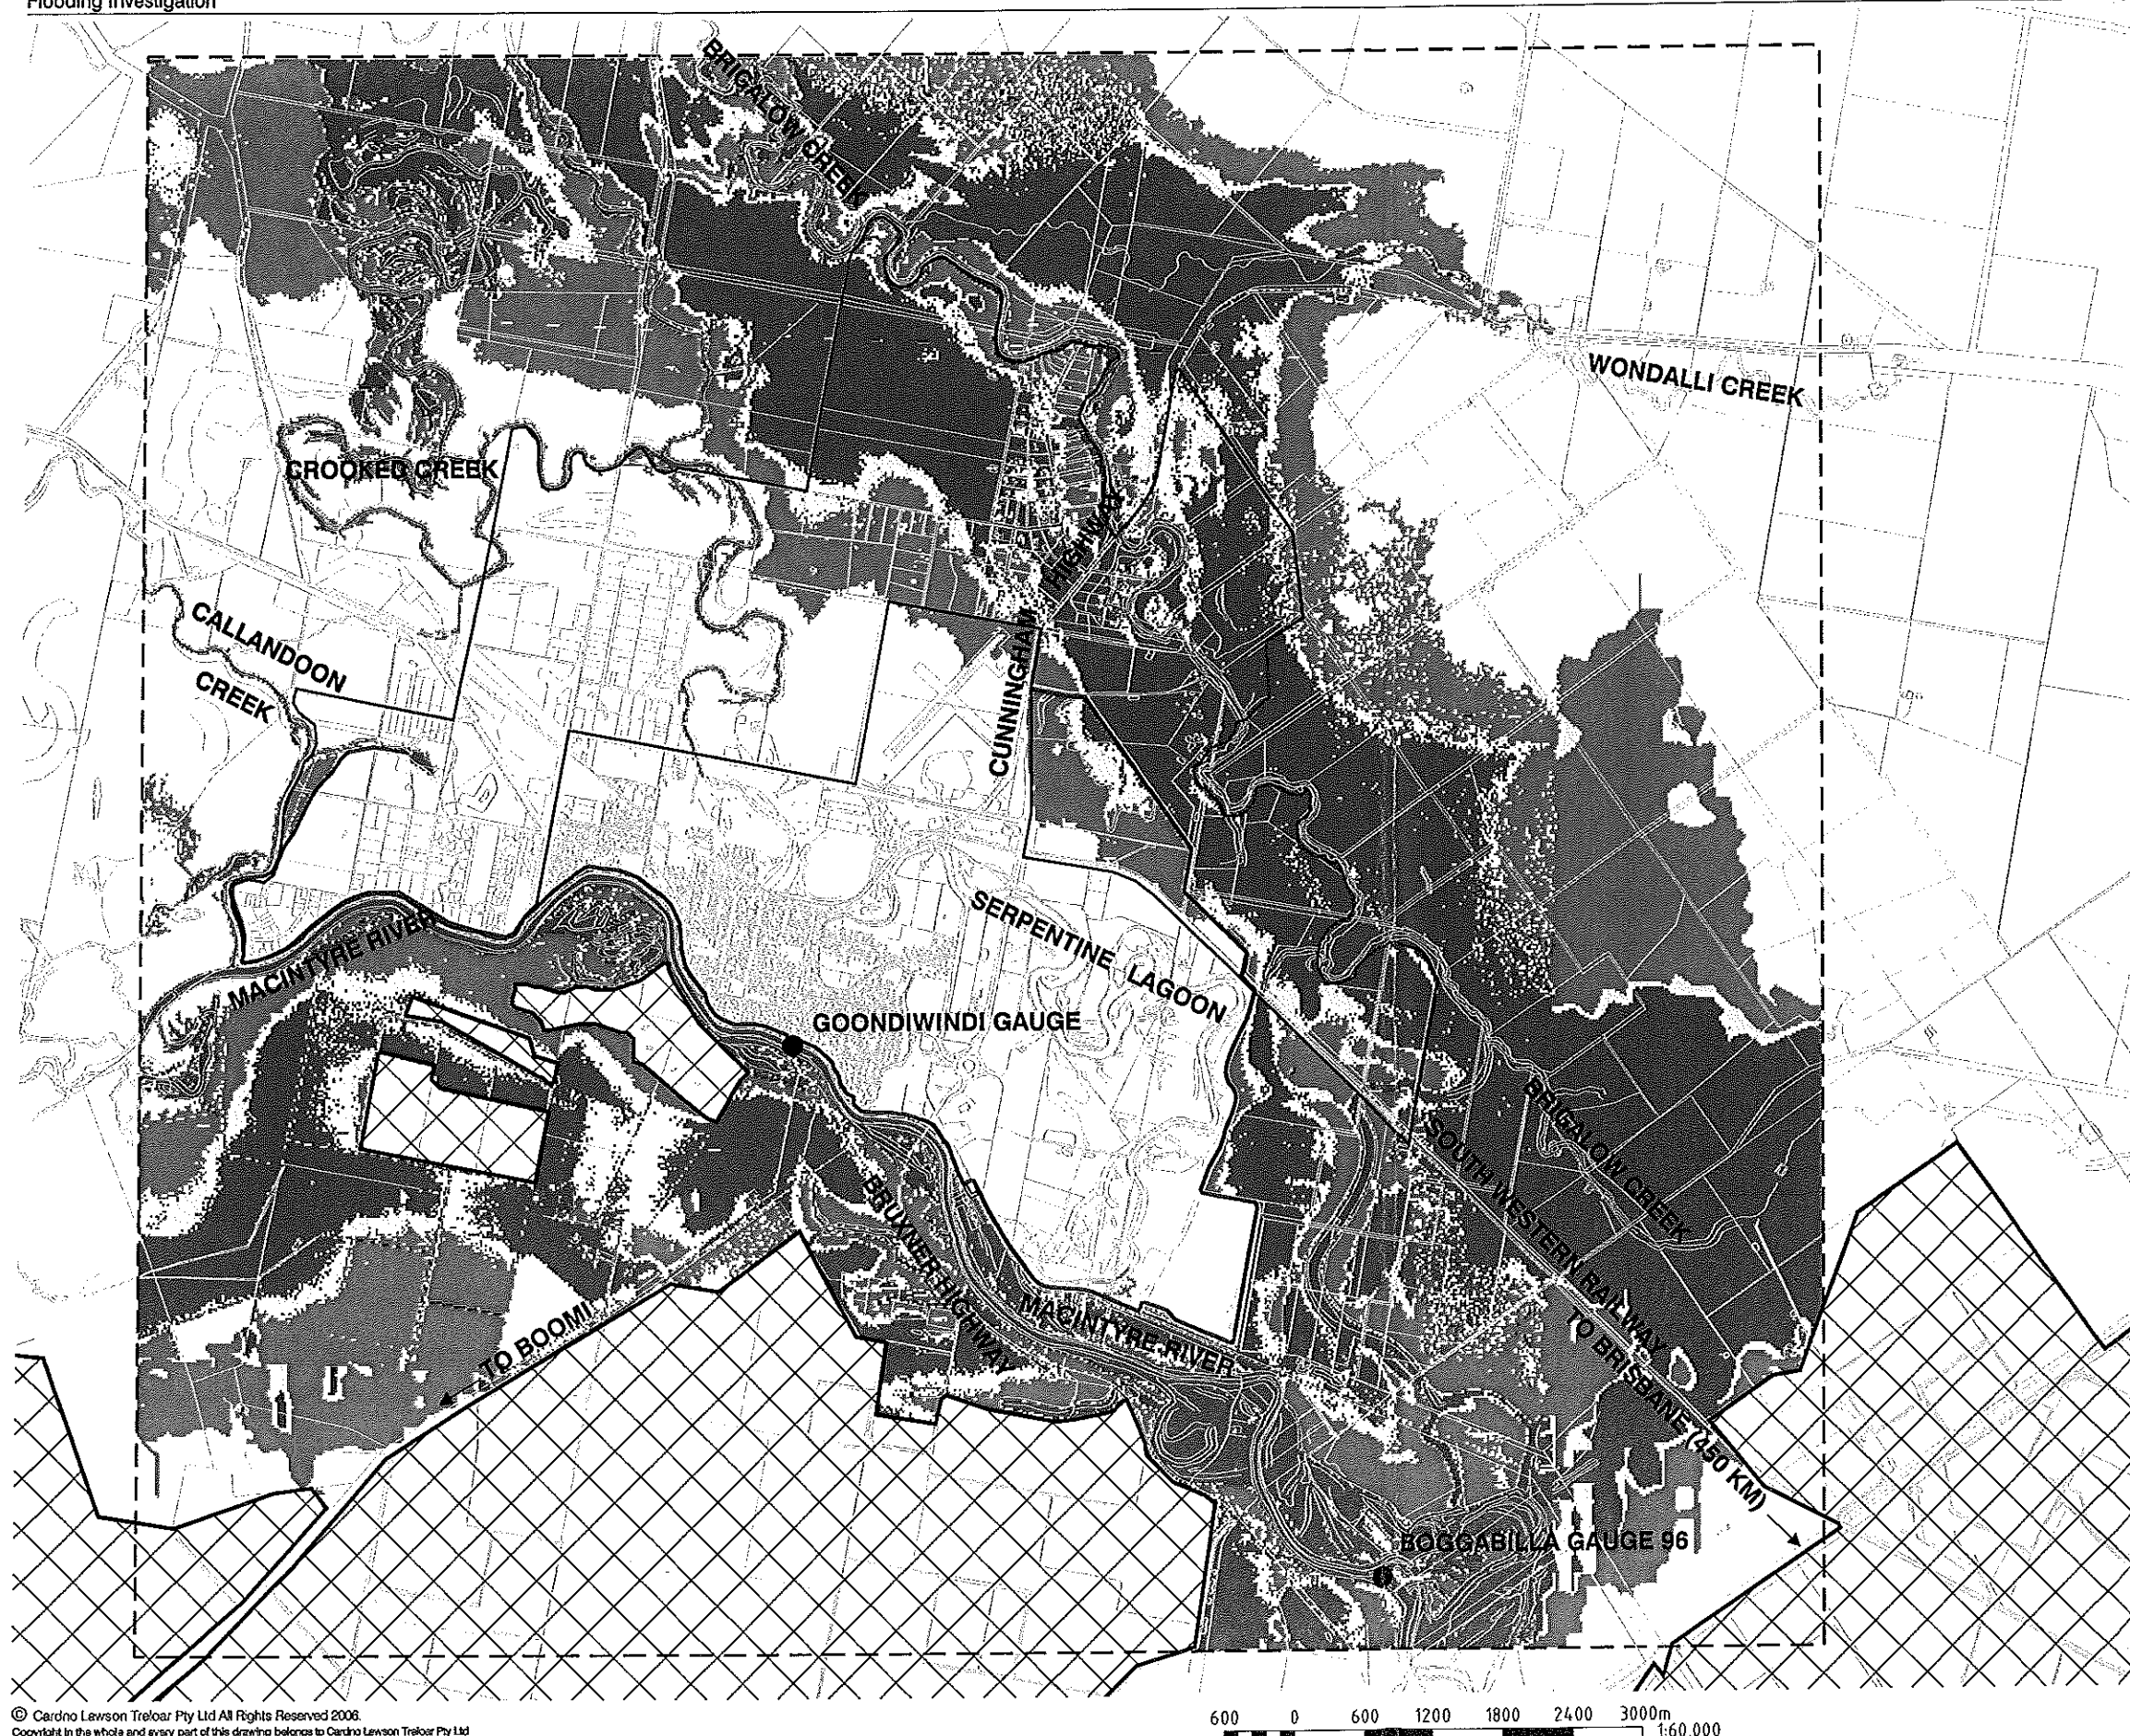 Flooding Investigation
BRIGALOW CREEK
WONDALLI CREEK
CROOKED CREEK
HIGHWAY
CALLANDOON
CREEK
CUNNINGHAM
SERPENTINE LAGOON
MACINTYRE RIVER
GOONDIWINDI GAUGE
BRIGALOW CREEK
SOUTH WESTERN RAILWAY
TO BRISBANE (450 KM)
BRUXNER HIGHWAY
MACINTYRE RIVER
TO BOOMI
BOGGABILLA GAUGE 96
© Cardno Lawson Treloar Pty Ltd All Rights Reserved 2006.
Copyright in the whole and every part of this drawing belongs to Cardno Lawson Treloar Pty Ltd
600 0 600 1200 1800 2400 3000m
1:60,000